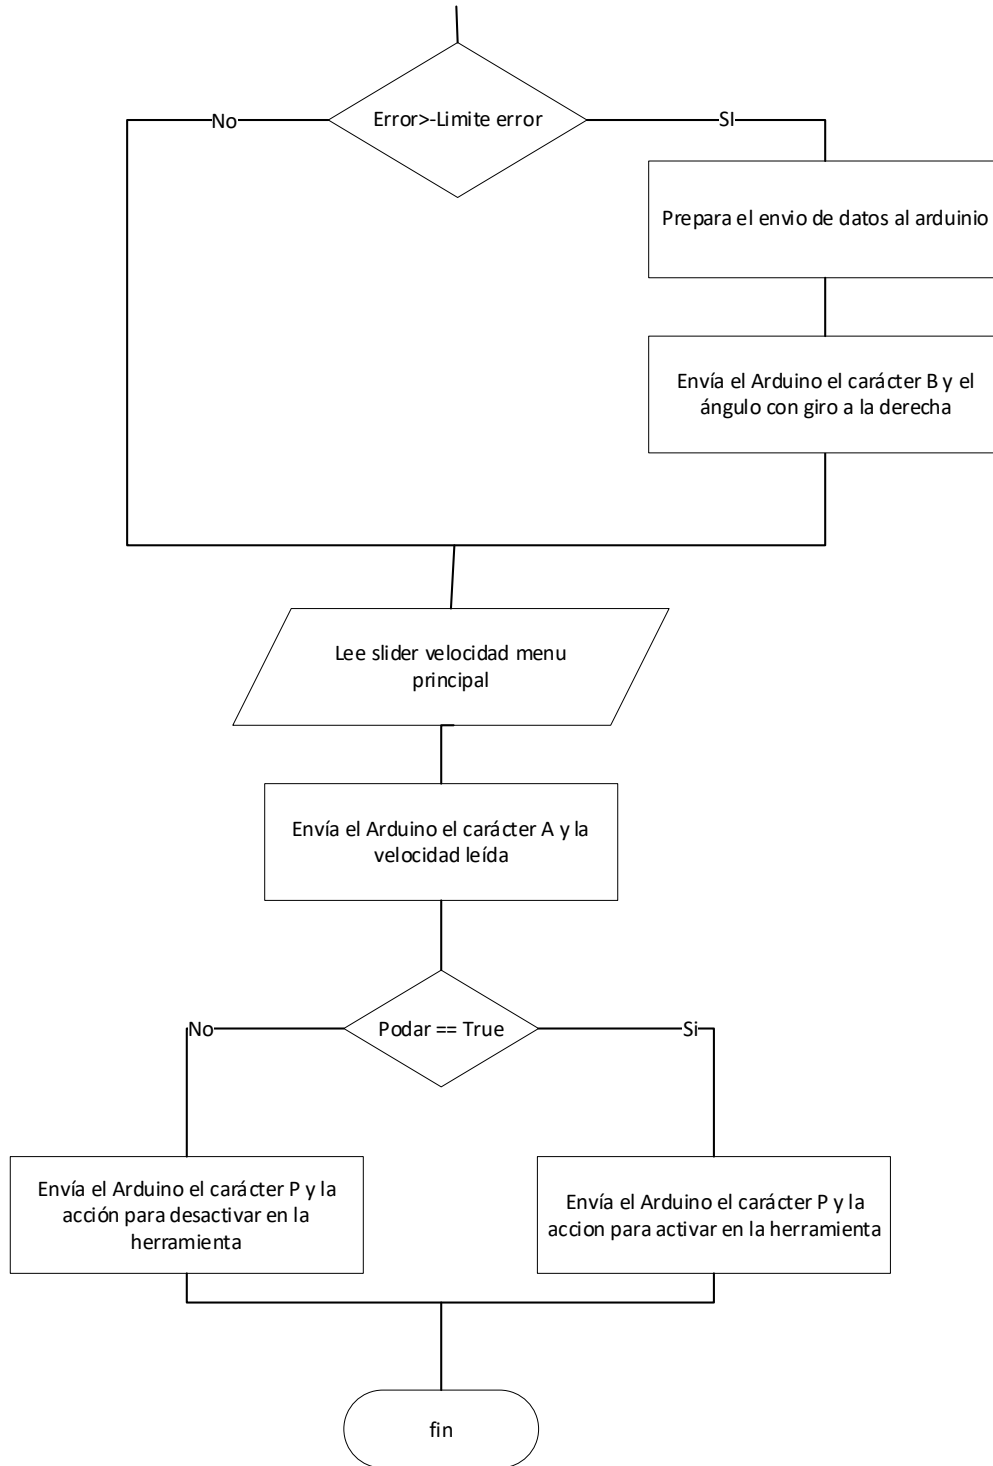 Error>-Limite error
No
SI
Prepara el envio de datos al arduinio
Envía el Arduino el carácter B y el
ángulo con giro a la derecha
Lee slider velocidad menu
principal
Envía el Arduino el carácter A y la
velocidad leída
Podar == True
No
Si
Envía el Arduino el carácter P y la
acción para desactivar en la
herramienta
Envía el Arduino el carácter P y la
accion para activar en la herramienta
fin